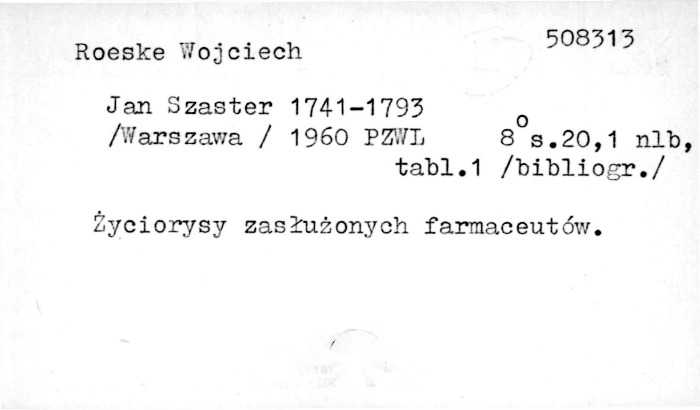 508313
Roeske Wojciech
Jan Szaster 1741-1793
/Warszawa / 1960 PZWL 8° s.20,1 nlb,
tabl.1 /bibliogr./
Życiorysy zasłużonych farmaceutów.